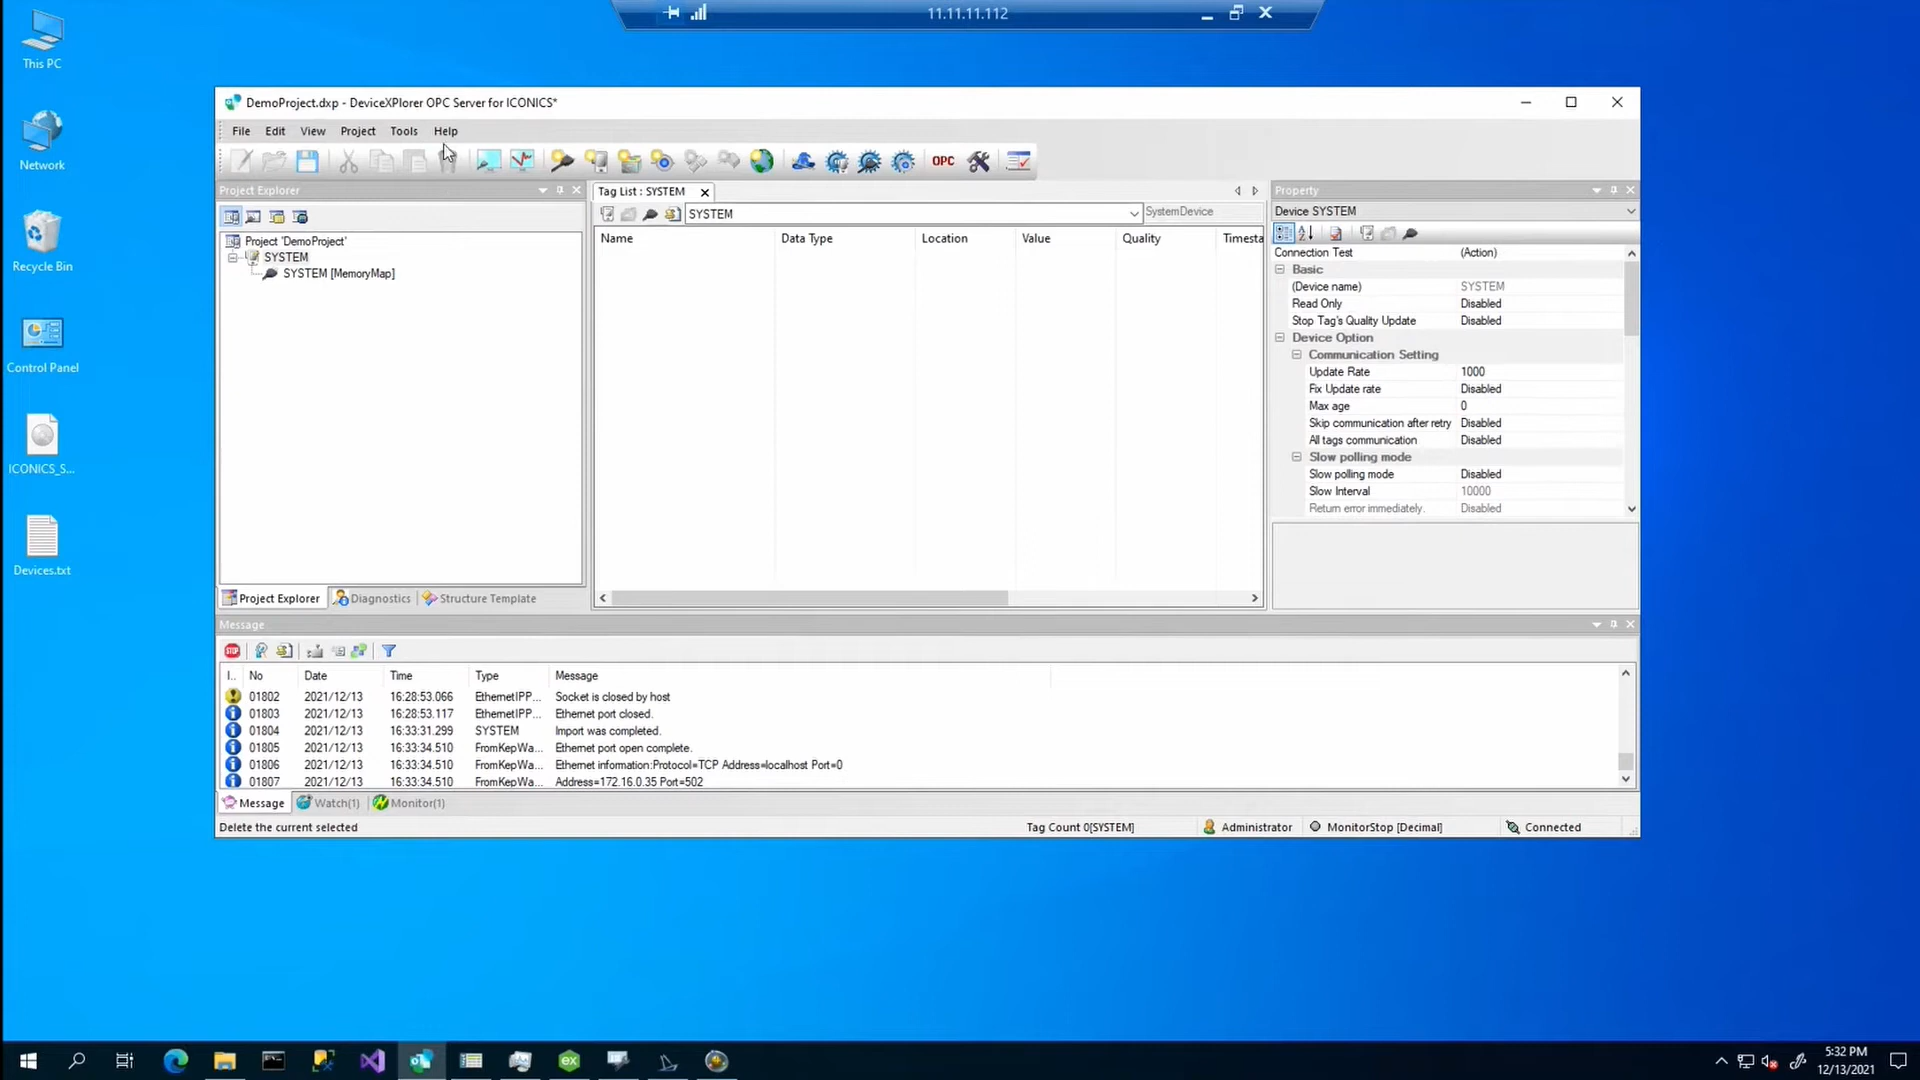 11.11.11.112
This PC
Network
Recycle Bin
Control Panel
ICONICS_S...
Devices.txt
DemoProject.dxp - DeviceXPlorer OPC Server for ICONICS*
File Edit View Project Tools Help
OPC
Project Explorer
Project 'DemoProject'
SYSTEM
SYSTEM [MemoryMap]
Project Explorer Diagnostics Structure Template
Tag List : SYSTEM
SYSTEM SystemDevice
Name Data Type Location Value Quality Timesta
Property
Device SYSTEM
Connection Test (Action)
Basic
(Device name) SYSTEM
Read Only Disabled
Stop Tag's Quality Update Disabled
Device Option
Communication Setting
Update Rate 1000
Fix Update rate Disabled
Max age 0
Skip communication after retry Disabled
All tags communication Disabled
Slow polling mode
Slow polling mode Disabled
Slow Interval 10000
Return error immediately. Disabled
Message
STOP
I.. No Date Time Type Message
01802 2021/12/13 16:28:53.066 EthernetIPP... Socket is closed by host
01803 2021/12/13 16:28:53.117 EthernetIPP... Ethernet port closed.
01804 2021/12/13 16:33:31.299 SYSTEM Import was completed.
01805 2021/12/13 16:33:34.510 FromKepWa... Ethernet port open complete.
01806 2021/12/13 16:33:34.510 FromKepWa... Ethernet information:Protocol=TCP Address=localhost Port=0
01807 2021/12/13 16:33:34.510 FromKepWa... Address=172.16.0.35 Port=502
Message Watch(1) Monitor(1)
Delete the current selected Tag Count 0[SYSTEM] Administrator MonitorStop [Decimal] Connected
ex
5:32 PM
12/13/2021